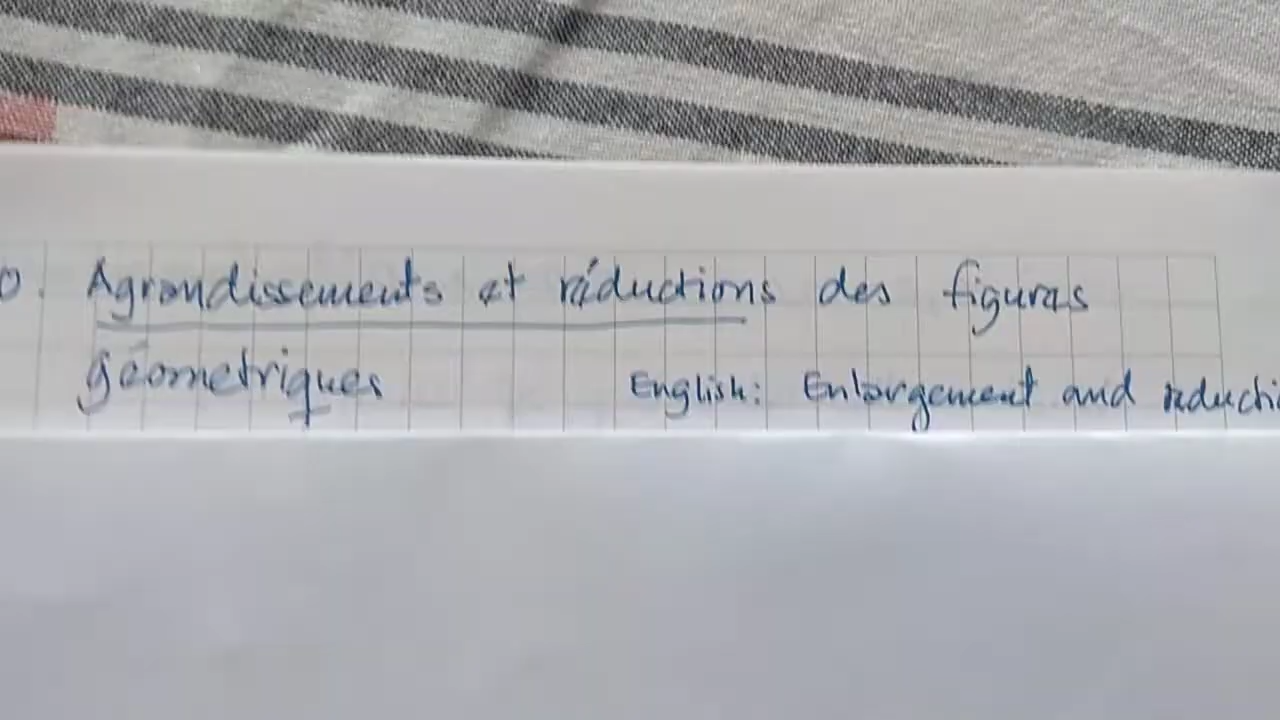 Agrandissements et réductions des figures
géometriques English: Enlargement and